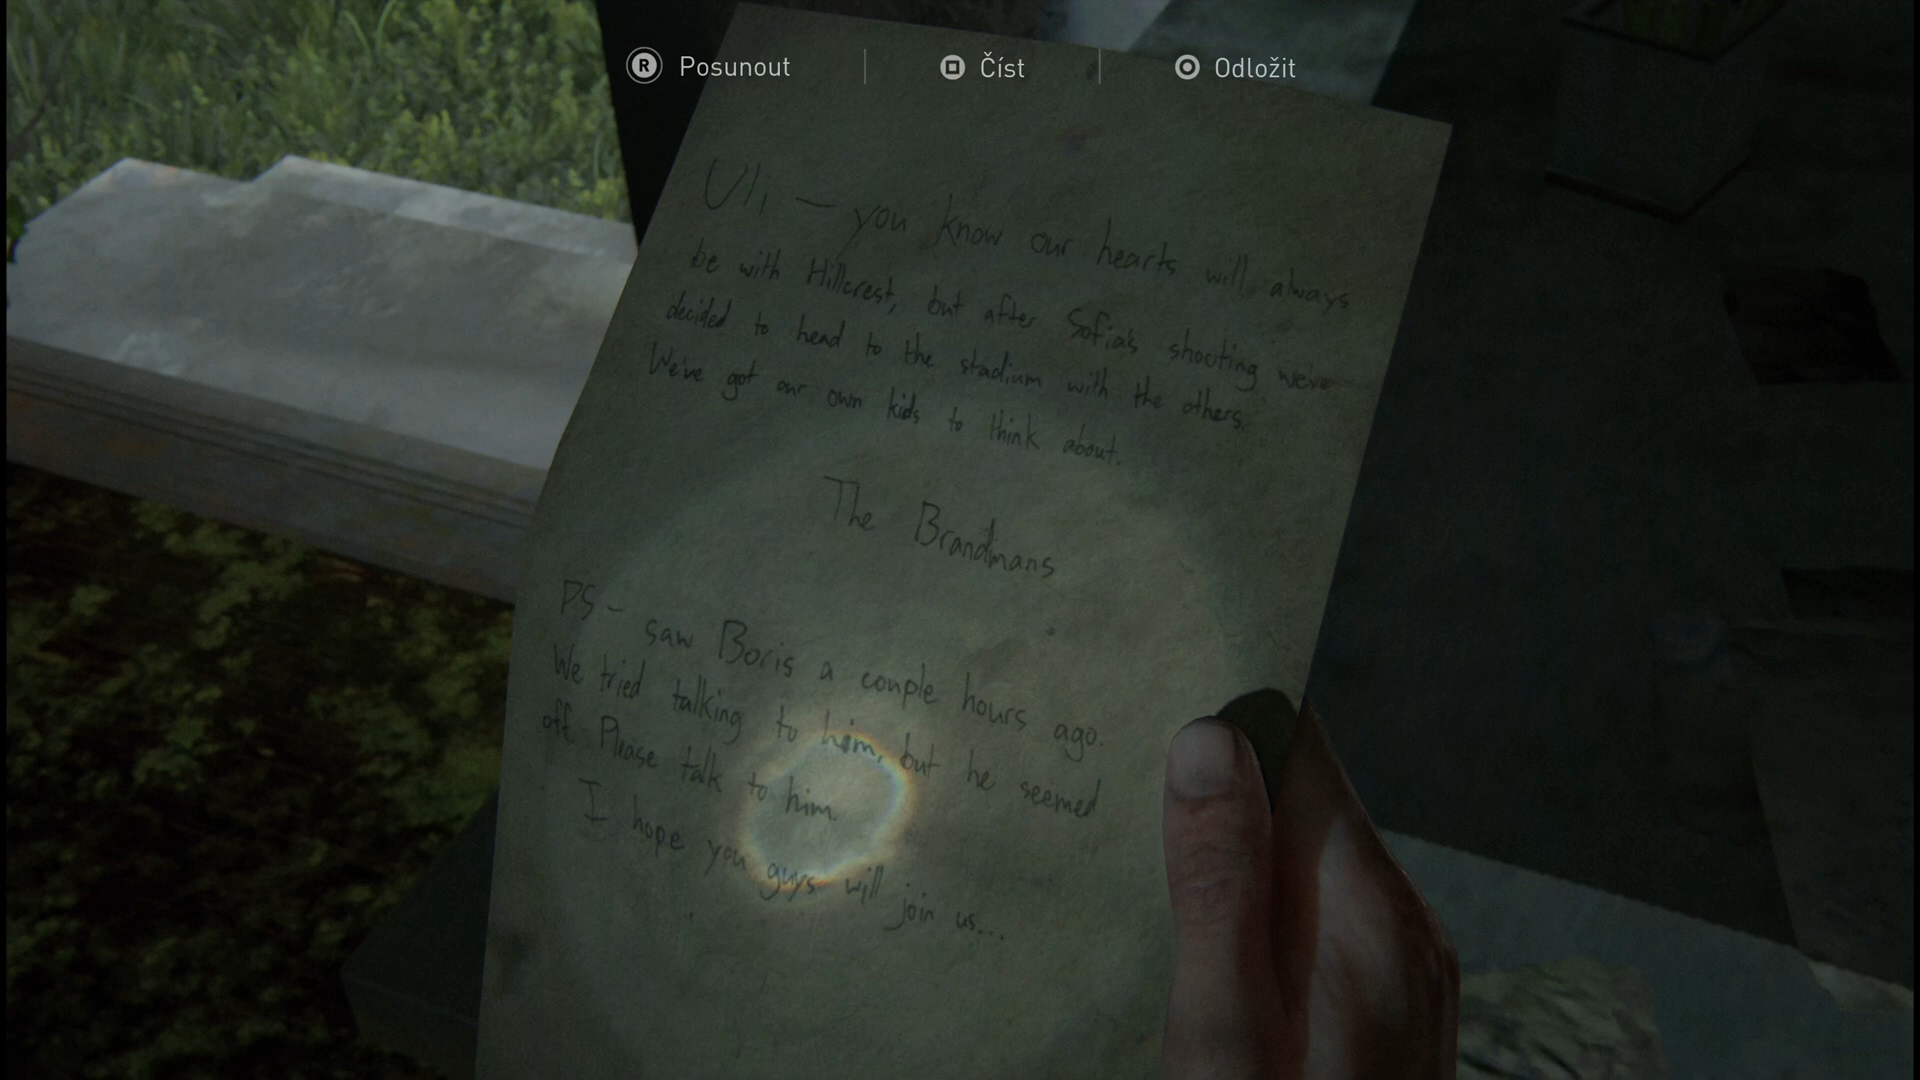 R Posunout Číst Odložit
Uli — you know our hearts will always
be with Hillcrest, but after Sofia's shooting we've
decided to head to the stadium with the others.
We've got our own kids to think about.
The Brandmans
PS - saw Boris a couple hours ago.
We tried talking to him, but he seemed
off. Please talk to him.
I hope you guys will join us...